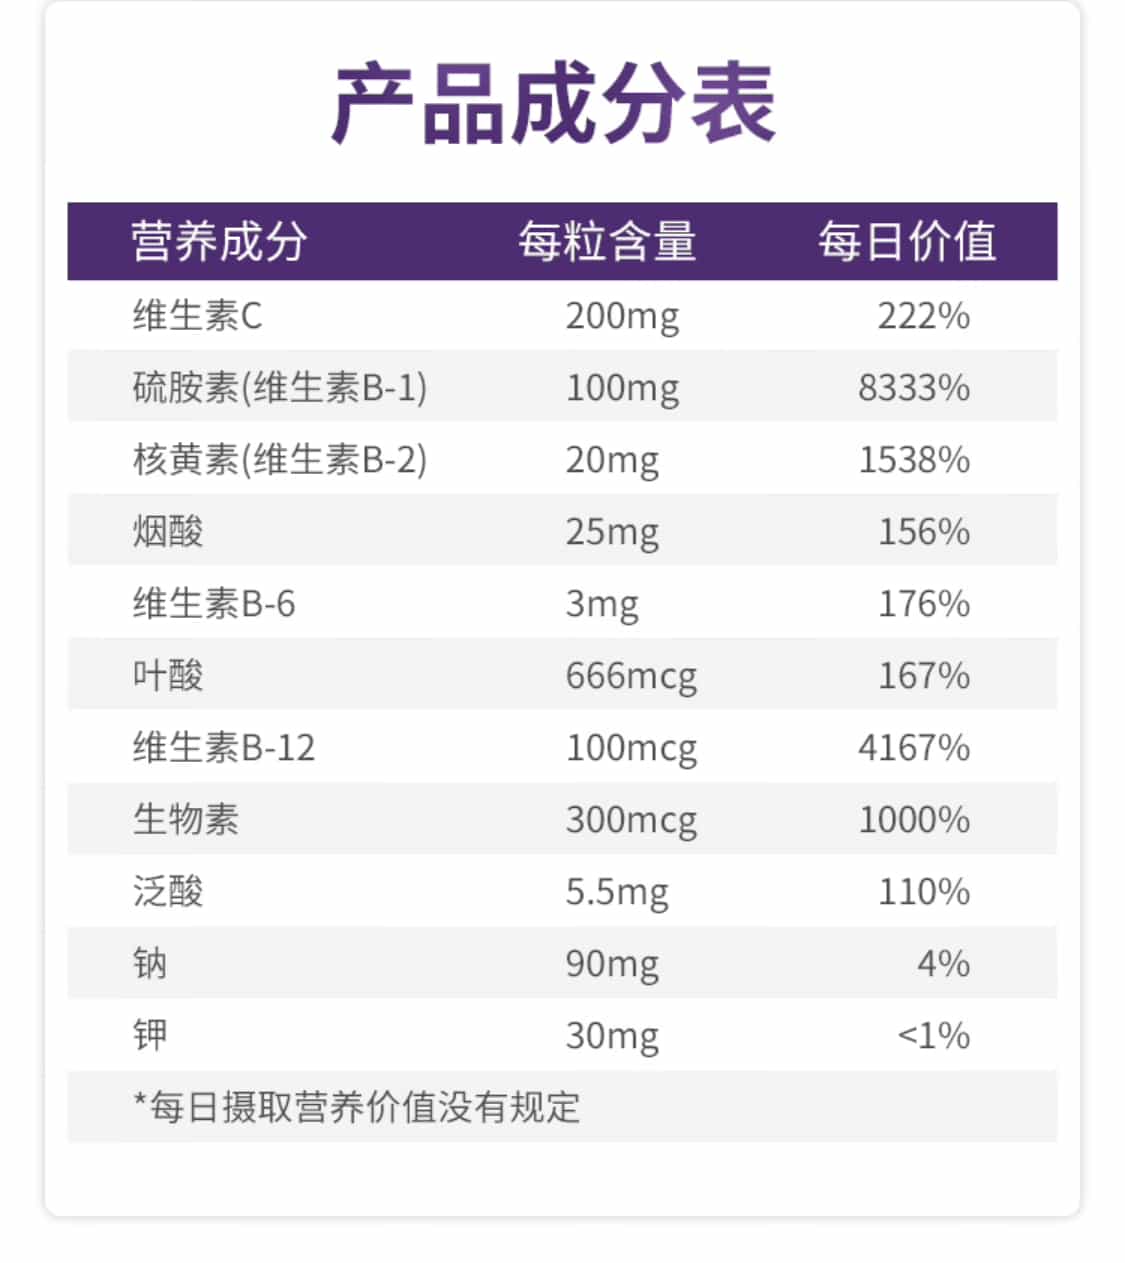 产品成分表
营养成分 每粒含量 每日价值
维生素C 200mg 222%
硫胺素(维生素B-1) 100mg 8333%
核黄素(维生素B-2) 20mg 1538%
烟酸 25mg 156%
维生素B-6 3mg 176%
叶酸 666mcg 167%
维生素B-12 100mcg 4167%
生物素 300mcg 1000%
泛酸 5.5mg 110%
钠 90mg 4%
钾 30mg <1%
*每日摄取营养价值没有规定